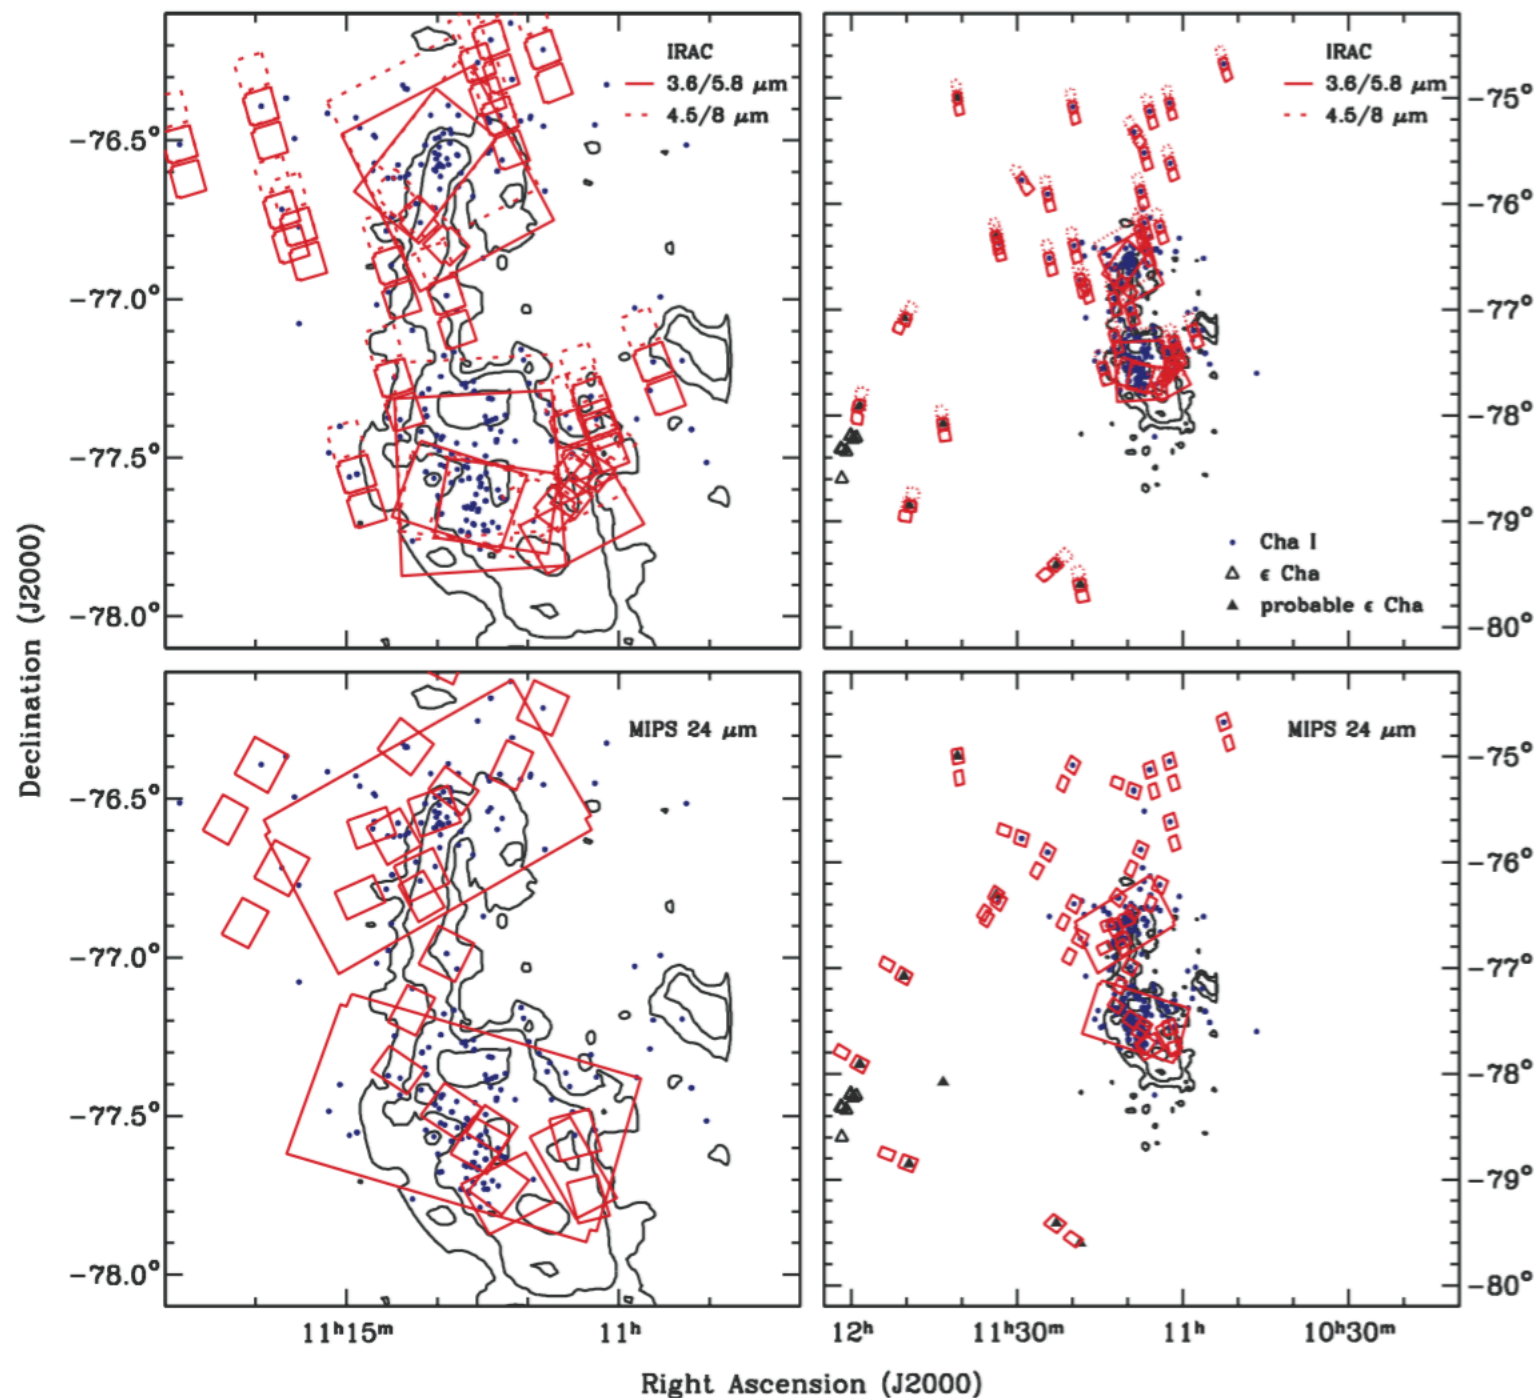 IRAC
3.6/5.8 μm
4.5/8 μm
IRAC
3.6/5.8 μm
4.5/8 μm
−76.5°
−77.0°
−77.5°
−78.0°
−75°
−76°
−77°
−78°
−79°
−80°
Cha I
ϵ Cha
probable ϵ Cha
Declination (J2000)
MIPS 24 μm
MIPS 24 μm
−76.5°
−77.0°
−77.5°
−78.0°
−75°
−76°
−77°
−78°
−79°
−80°
11ʰ15ᵐ 11ʰ 12ʰ 11ʰ30ᵐ 11ʰ 10ʰ30ᵐ
Right Ascension (J2000)